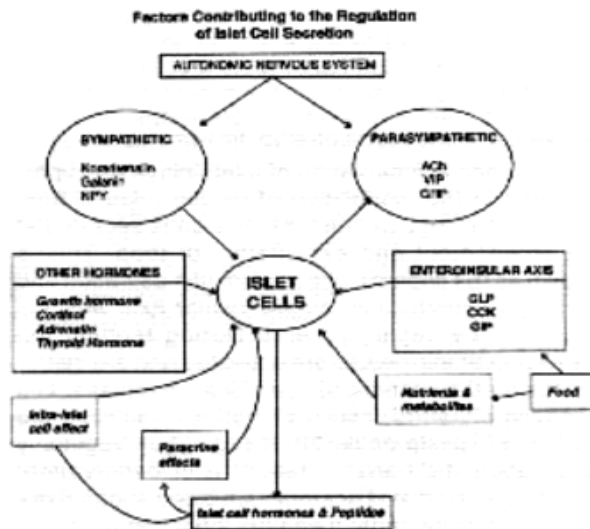 Factors Contributing to the Regulation
of Islet Cell Secretion
AUTONOMIC NERVOUS SYSTEM
SYMPATHETIC
Noradrenalin
Galanin
NPY
PARASYMPATHETIC
ACh
VIP
GRP
OTHER HORMONES
Growth hormone
Cortisol
Adrenalin
Thyroid Hormone
ISLET
CELLS
ENTEROINSULAR AXIS
GLP
CCK
GIP
Nutrients &
metabolites
Food
Intra-islet
cell effect
Paracrine
effects
Islet cell hormones & Peptides